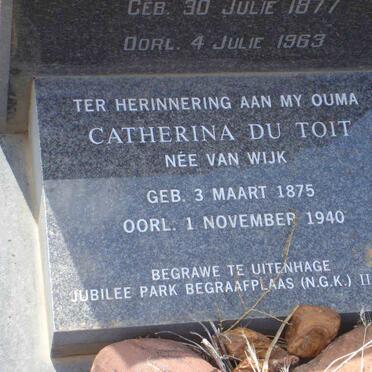 GEB. 30 JULIE 1877
OORL. 4 JULIE 1963
TER HERINNERING AAN MY OUMA
CATHERINA DU TOIT
NÉE VAN WIJK
GEB. 3 MAART 1875
OORL. 1 NOVEMBER 1940
BEGRAWE TE UITENHAGE
JUBILEE PARK BEGRAAFPLAAS (N.G.K.)